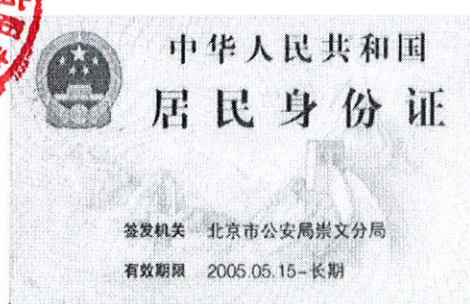 中华人民共和国
居民身份证
签发机关 北京市公安局崇文分局
有效期限 2005.05.15-长期